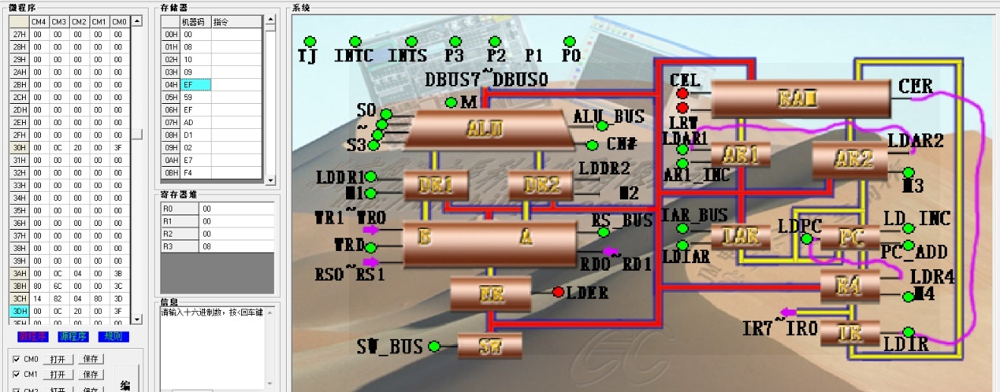 微程序
CM4 CM3 CM2 CM1 CM0
27H 00 00 00 00 00
28H 00 00 00 00 00
29H 00 00 00 00 00
2AH 00 00 00 00 00
2BH 00 00 00 00 00
2CH 00 00 00 00 00
2DH 00 00 00 00 00
2EH 00 00 00 00 00
2FH 00 00 00 00 00
30H 00 0C 20 00 3F
31H 00 00 00 00 00
32H 00 00 00 00 00
33H 00 00 00 00 00
34H 00 00 00 00 00
35H 00 00 00 00 00
36H 00 00 00 00 00
37H 00 00 00 00 00
38H 00 00 00 00 00
39H 00 00 00 00 00
3AH 00 0C 04 00 3B
3BH 80 6C 00 00 3C
3CH 14 82 04 80 3D
3DH 00 0C 20 00 3F
微程序 源程序 规则
CM0 打开 保存
CM1 打开 保存
CM2 打开 保存
编
存储器
机器码 指令
00H 00
01H 08
02H 10
03H 09
04H EF
05H 59
06H EF
07H AD
08H D1
09H 02
0AH E7
0BH F4
寄存器堆
R0 00
R1 00
R2 00
R3 08
信息
请输入十六进制数，按<回车键
系统
TJ INTC INTS P3 P2 P1 P0
DBUS7~DBUS0
M
S0
~
S3
ALU
ALU_BUS
CN#
LDDR1
M1
DR1
DR2
LDDR2
M2
WR1~WR0
WRD
RS0~RS1
B A
RS_BUS
RD0~RD1
ER
LDER
SW_BUS
SW
CEL
LRW
RAM
CER
LDAR1
AR1_INC
AR1
AR2
LDAR2
M3
IAR_BUS
LDIAR
IAR
LDPC
PC
LD_INC
PC_ADD
R4
LDR4
M4
IR7~IR0
IR
LDIR